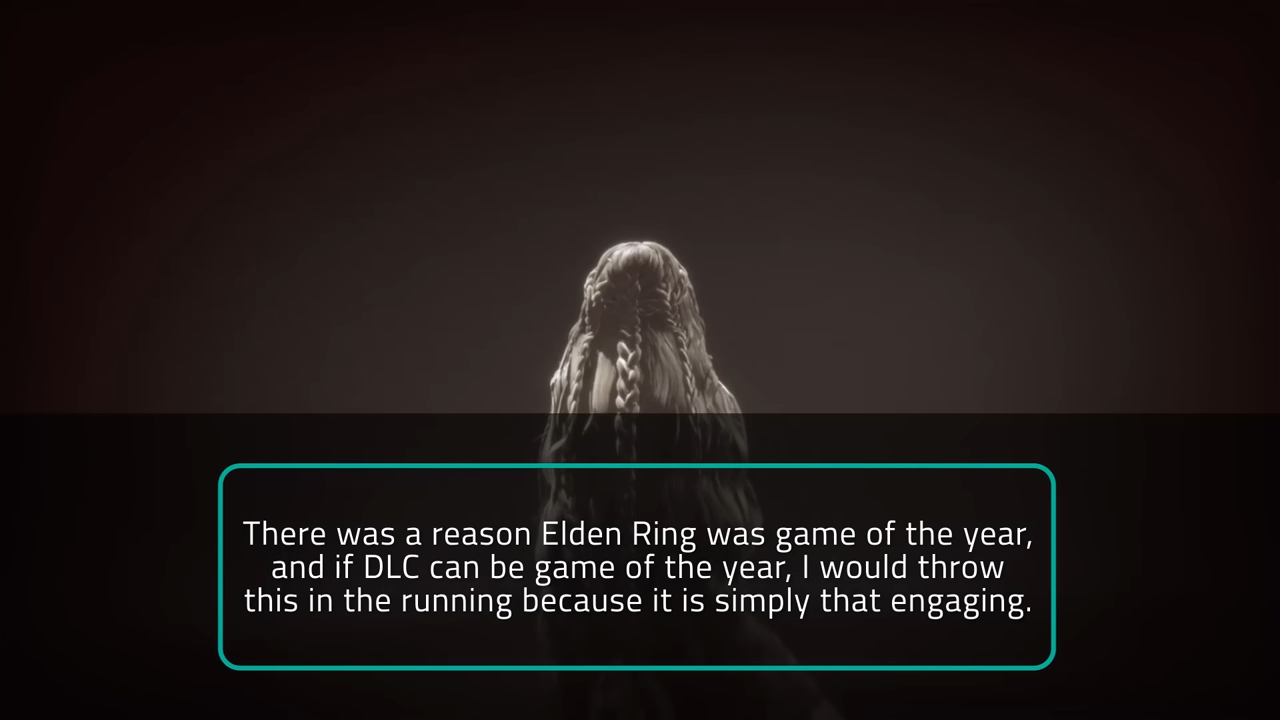 There was a reason Elden Ring was game of the year,
and if DLC can be game of the year, I would throw
this in the running because it is simply that engaging.